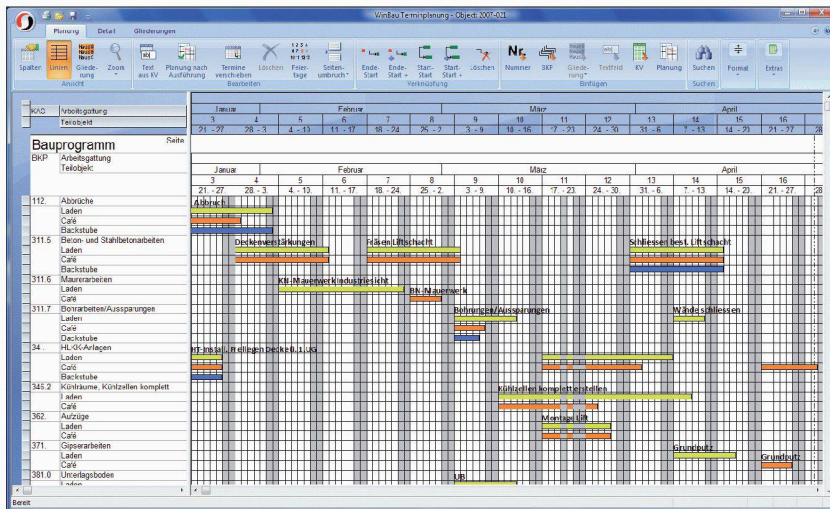 WinBau Terminplanung - Objekt: 2007-021
Planung Detail Gliederungen
Spalten Linien Gliede-rung Zoom Text aus KV Planung nach Ausführung Termine verschieben Löschen Feier-tage Seiten-umbruch Ende-Start Ende-Start + Start-Start Start-Start + Löschen Nummer BKP Gliede-rung Textfeld KV Planung Suchen Format Extras
Ansicht Bearbeiten Verknüpfung Einfügen Suchen
Arbeitsgattung Januar Februar März April
Teilobjekt 3 4 5 6 7 8 9 10 11 12 13 14 15 16
21 - 27 28 - 3 4 - 10 11 - 17 18 - 24 25 - 2 3 - 9 10 - 16 17 - 23 24 - 30 31 - 6 7 - 13 14 - 20 21 - 27 28
Bauprogramm Seite
BKP Arbeitsgattung Januar Februar März April
Teilobjekt 3 4 5 6 7 8 9 10 11 12 13 14 15 16
21. - 27. 28. - 3. 4. - 10. 11. - 17. 18. - 24. 25. - 2. 3. - 9. 10. - 16. 17. - 23. 24. - 30. 31. - 6. 7. - 13. 14. - 20. 21. - 27. 28
112. Abbrüche Abbruch
Laden
Café
Backstube
311.5 Beton- und Stahlbetonarbeiten Deckenverstärkungen Fräsen Liftschacht Schliessen best. Liftschacht
Laden
Café
Backstube
311.6 Maurerarbeiten KN-Mauerwerk Industriesicht
Laden
Café BN-Mauerwerk
311.7 Bohrarbeiten/Aussparungen Bohrungen/Aussparungen Wände schliessen
Laden
Café
Backstube
34. HLKK-Anlagen HT-Install, Freilegen Decke ü. 1.UG
Laden
Café
Backstube
345.2 Kühlräume, Kühlzellen komplett Kühlzellen komplett erstellen
Laden
Café
362. Aufzüge Montage Lift
Laden
Café
371. Gipserarbeiten Grundputz
Laden
Café Grundputz
381.0 Unterlagsboden UB
Laden
Bereit